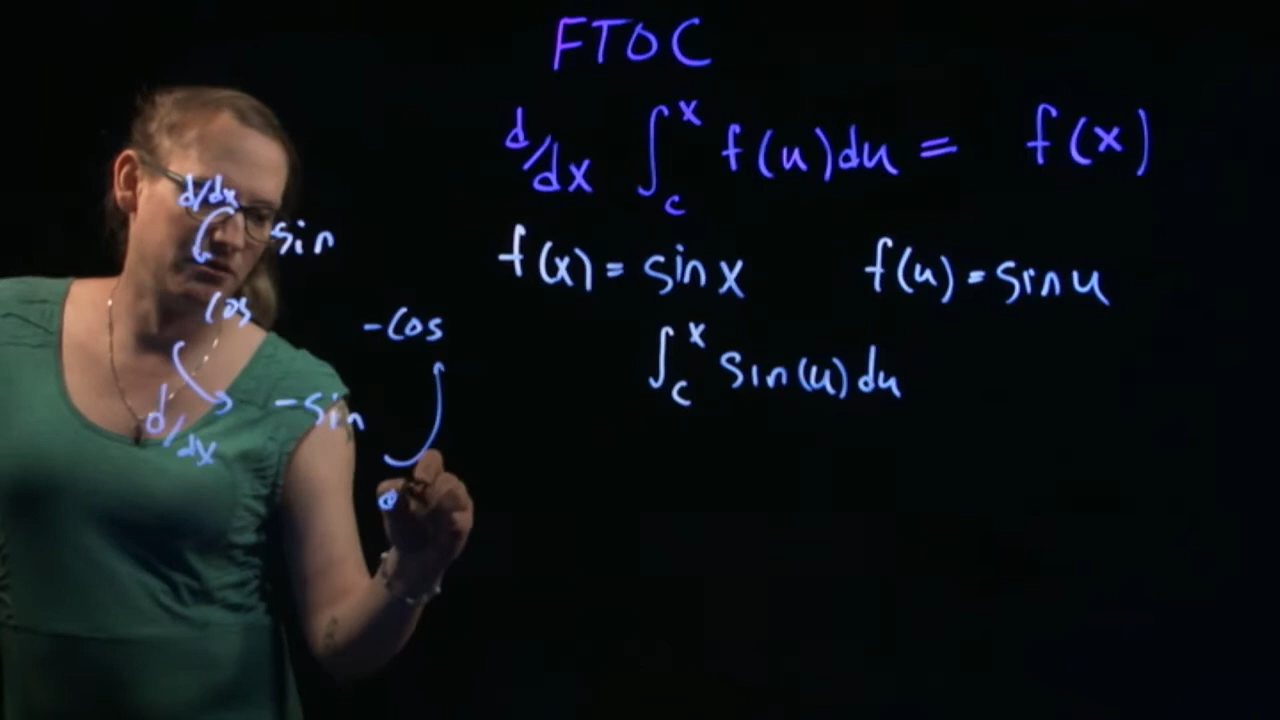 FTOC
d/dx ∫_c^x f(u)du = f(x)
f(x) = sin x
f(u) = sin u
∫_c^x sin(u) du
d/dx
sin
cos
-cos
-sin
d/dx